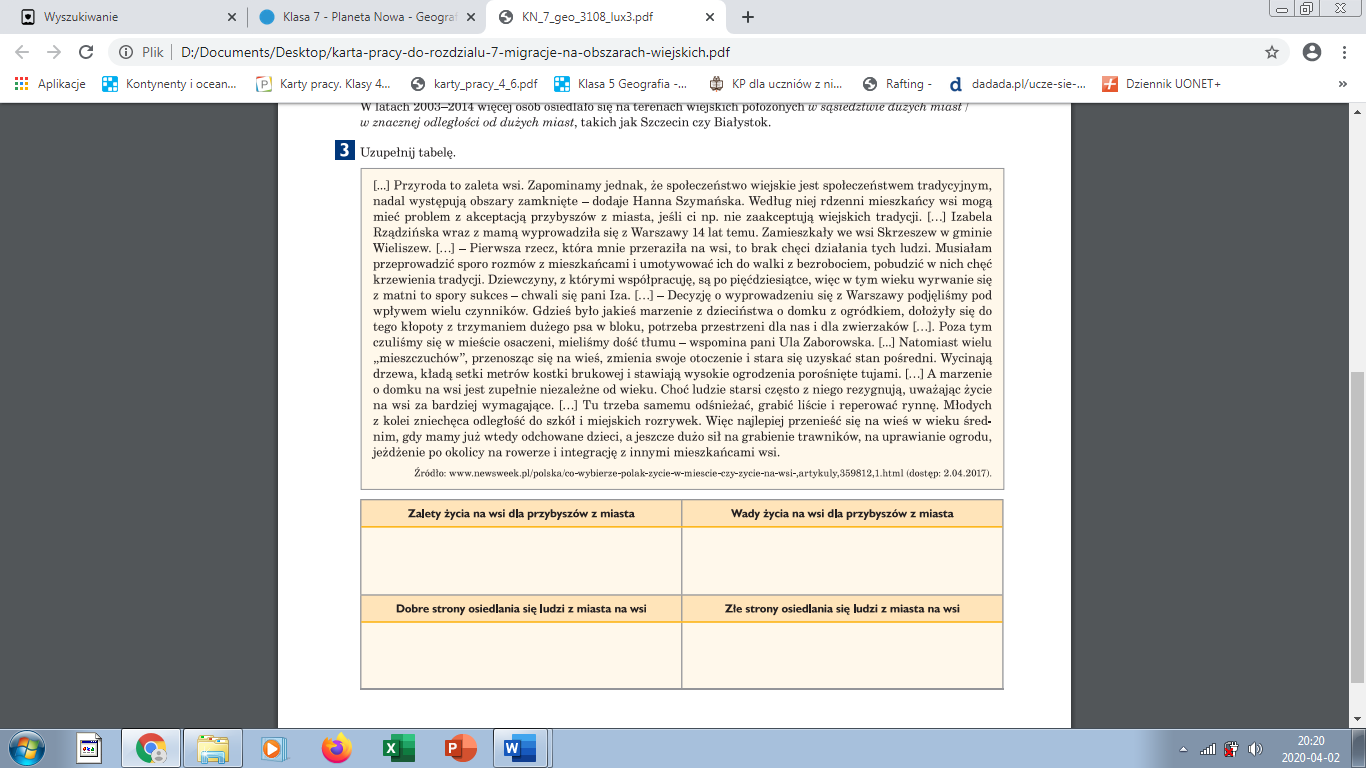 Wyszukiwanie
Klasa 7 - Planeta Nowa - Geograf
KN_7_geo_3108_lux3.pdf
Plik
D:/Documents/Desktop/karta-pracy-do-rozdzialu-7-migracje-na-obszarach-wiejskich.pdf
Aplikacje
Kontynenty i ocean...
Karty pracy. Klasy 4...
karty_pracy_4_6.pdf
Klasa 5 Geografia -...
KP dla uczniów z ni...
Rafting -
dadada.pl/ucze-sie-...
Dziennik UONET+
»
W latach 2003–2014 więcej osób osiedlało się na terenach wiejskich położonych w sąsiedztwie dużych miast /
w znacznej odległości od dużych miast, takich jak Szczecin czy Białystok.
3 Uzupełnij tabelę.
[...] Przyroda to zaleta wsi. Zapominamy jednak, że społeczeństwo wiejskie jest społeczeństwem tradycyjnym,
nadal występują obszary zamknięte – dodaje Hanna Szymańska. Według niej rdzenni mieszkańcy wsi mogą
mieć problem z akceptacją przybyszów z miasta, jeśli ci np. nie zaakceptują wiejskich tradycji. […] Izabela
Rządzińska wraz z mamą wyprowadziła się z Warszawy 14 lat temu. Zamieszkały we wsi Skrzeszew w gminie
Wieliszew. […] – Pierwsza rzecz, która mnie przeraziła na wsi, to brak chęci działania tych ludzi. Musiałam
przeprowadzić sporo rozmów z mieszkańcami i umotywować ich do walki z bezrobociem, pobudzić w nich chęć
krzewienia tradycji. Dziewczyny, z którymi współpracuję, są po pięćdziesiątce, więc w tym wieku wyrwanie się
z matni to spory sukces – chwali się pani Iza. […] – Decyzję o wyprowadzeniu się z Warszawy podjęliśmy pod
wpływem wielu czynników. Gdzieś było jakieś marzenie z dzieciństwa o domku z ogródkiem, dołożyły się do
tego kłopoty z trzymaniem dużego psa w bloku, potrzeba przestrzeni dla nas i dla zwierzaków […]. Poza tym
czuliśmy się w mieście osaczeni, mieliśmy dość tłumu – wspomina pani Ula Zaborowska. [...] Natomiast wielu
„mieszczuchów”, przenosząc się na wieś, zmienia swoje otoczenie i stara się uzyskać stan pośredni. Wycinają
drzewa, kładą setki metrów kostki brukowej i stawiają wysokie ogrodzenia porośnięte tujami. […] A marzenie
o domku na wsi jest zupełnie niezależne od wieku. Choć ludzie starsi często z niego rezygnują, uważając życie
na wsi za bardziej wymagające. […] Tu trzeba samemu odśnieżać, grabić liście i reperować rynnę. Młodych
z kolei zniechęca odległość do szkół i miejskich rozrywek. Więc najlepiej przenieść się na wieś w wieku śred-
nim, gdy mamy już wtedy odchowane dzieci, a jeszcze dużo sił na grabienie trawników, na uprawianie ogrodu,
jeżdżenie po okolicy na rowerze i integrację z innymi mieszkańcami wsi.
Źródło: www.newsweek.pl/polska/co-wybierze-polak-zycie-w-miescie-czy-zycie-na-wsi-,artykuly,359812,1.html (dostęp: 2.04.2017).
Zalety życia na wsi dla przybyszów z miasta
Wady życia na wsi dla przybyszów z miasta
Dobre strony osiedlania się ludzi z miasta na wsi
Złe strony osiedlania się ludzi z miasta na wsi
20:20
2020-04-02